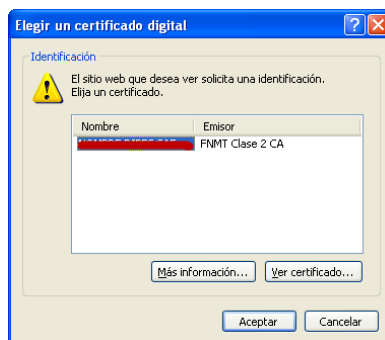 Elegir un certificado digital
Identificación
El sitio web que desea ver solicita una identificación.
Elija un certificado.
Nombre Emisor
FNMT Clase 2 CA
Más información... Ver certificado...
Aceptar Cancelar